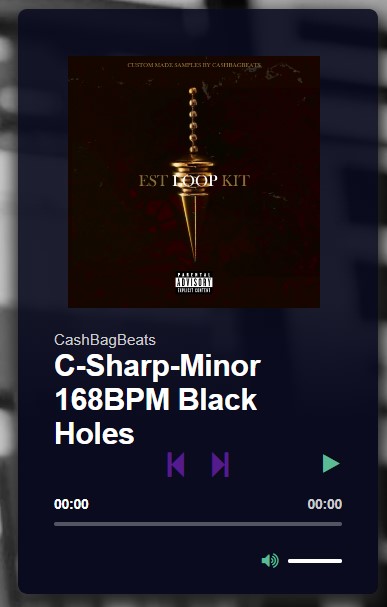 CUSTOM MADE SAMPLES BY CASHBAGBEATS
EST LOOP KIT
PARENTAL
ADVISORY
EXPLICIT CONTENT
CashBagBeats
C-Sharp-Minor
168BPM Black
Holes
00:00 00:00